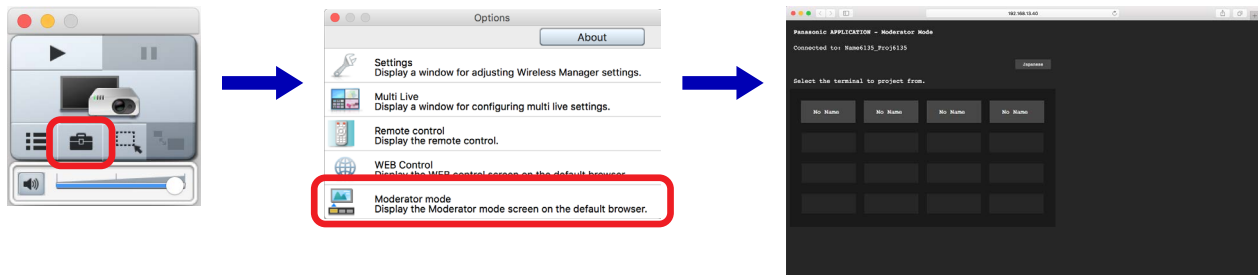 Options
About
Settings
Display a window for adjusting Wireless Manager settings.
Multi Live
Display a window for configuring multi live settings.
Remote control
Display the remote control.
WEB Control
Display the WEB control screen on the default browser.
Moderator mode
Display the Moderator mode screen on the default browser.
192.168.13.40
Panasonic APPLICATION - Moderator Mode
Connected to: Name6135_Proj6135
Japanese
Select the terminal to project from.
No Name No Name No Name No Name